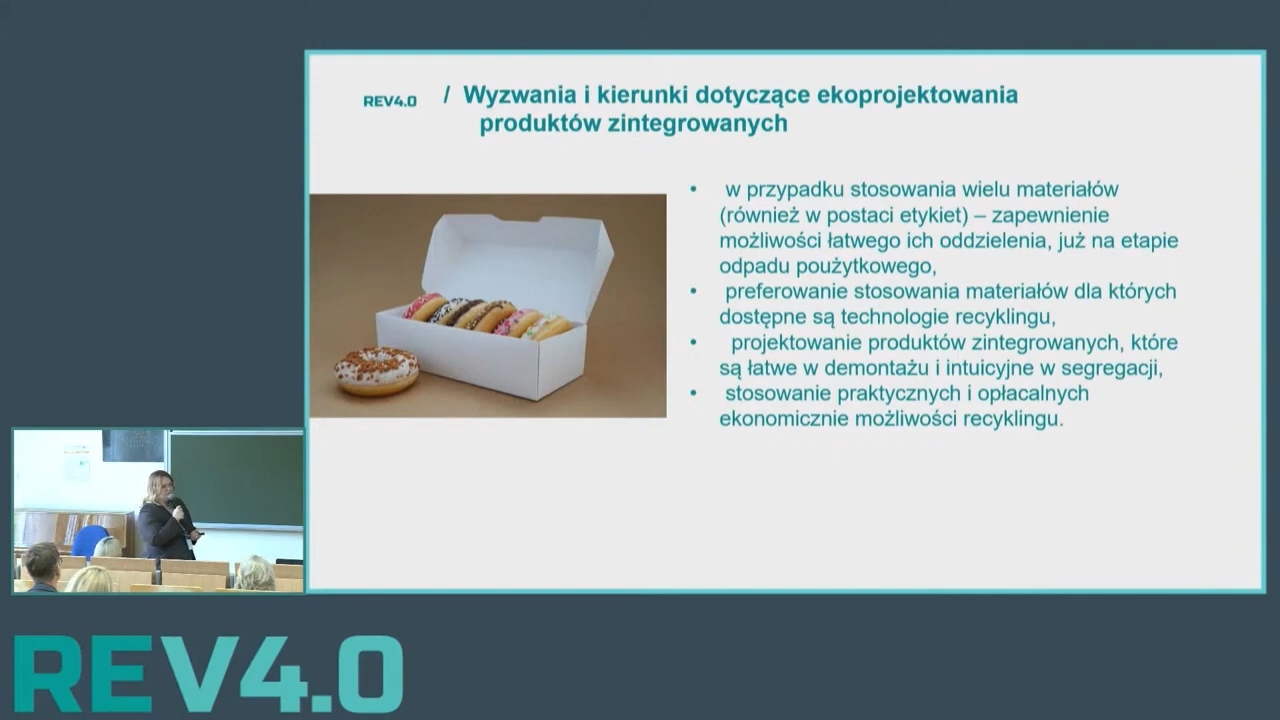 REV4.0 / Wyzwania i kierunki dotyczące ekoprojektowania
produktów zintegrowanych
• w przypadku stosowania wielu materiałów
(również w postaci etykiet) – zapewnienie
możliwości łatwego ich oddzielenia, już na etapie
odpadu poużytkowego,
• preferowanie stosowania materiałów dla których
dostępne są technologie recyklingu,
• projektowanie produktów zintegrowanych, które
są łatwe w demontażu i intuicyjne w segregacji,
• stosowanie praktycznych i opłacalnych
ekonomicznie możliwości recyklingu.
REV4.0